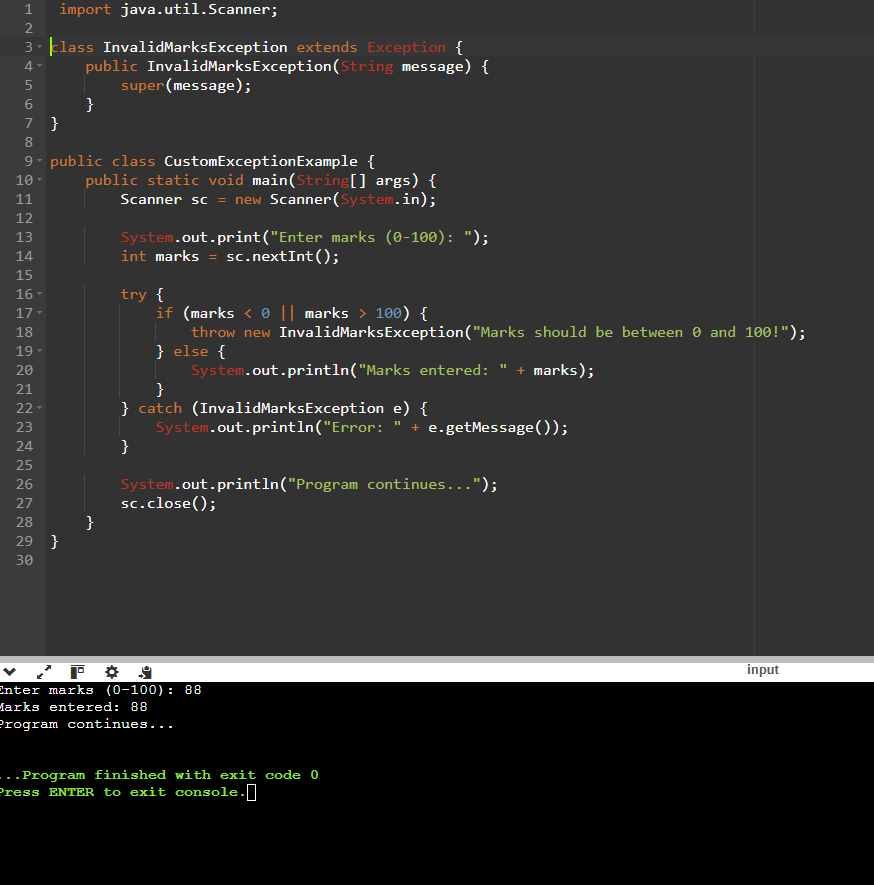 1 import java.util.Scanner;
2
3 class InvalidMarksException extends Exception {
4 public InvalidMarksException(String message) {
5 super(message);
6 }
7 }
8
9 public class CustomExceptionExample {
10 public static void main(String[] args) {
11 Scanner sc = new Scanner(System.in);
12
13 System.out.print("Enter marks (0-100): ");
14 int marks = sc.nextInt();
15
16 try {
17 if (marks < 0 || marks > 100) {
18 throw new InvalidMarksException("Marks should be between 0 and 100!");
19 } else {
20 System.out.println("Marks entered: " + marks);
21 }
22 } catch (InvalidMarksException e) {
23 System.out.println("Error: " + e.getMessage());
24 }
25
26 System.out.println("Program continues...");
27 sc.close();
28 }
29 }
30
input
Enter marks (0-100): 88
Marks entered: 88
Program continues...
...Program finished with exit code 0
Press ENTER to exit console.